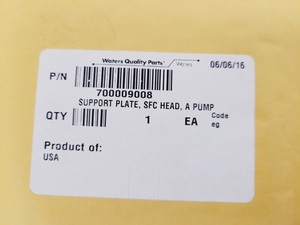 Waters Quality Parts Waters 06/06/16
P/N
700009008
SUPPORT PLATE, SFC HEAD, A PUMP
QTY 1 EA Code
eg
Product of:
USA